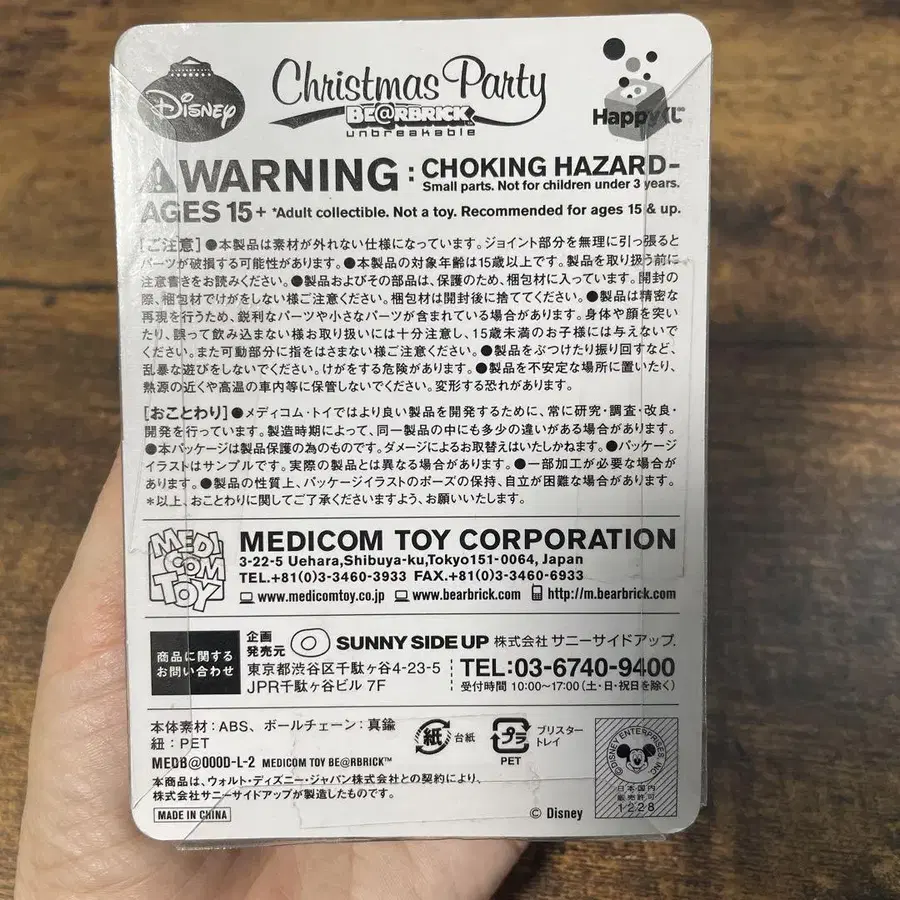 Disney
Christmas Party
BE@RBRICK
unbreakable
Happyくじ™
⚠WARNING : CHOKING HAZARD-
Small parts. Not for children under 3 years.
AGES 15+ *Adult collectible. Not a toy. Recommended for ages 15 & up.
[ご注意] ●本製品は素材が外れない仕様になっています。ジョイント部分を無理に引っ張ると
パーツが破損する可能性があります。●本製品の対象年齢は15歳以上です。製品を取り扱う前に
注意書きをお読みください。●製品およびその部品は、保護のため、梱包材に入っています。開封の
際、梱包材でけがをしない様ご注意ください。梱包材は開封後に捨ててください。●製品は精密な
再現を行うため、鋭利なパーツや小さなパーツが含まれている場合があります。身体や顔を突い
たり、誤って飲み込まない様お取り扱いには十分注意し、15歳未満のお子様には与えないで
ください。また可動部分に指をはさまない様ご注意ください。●製品をぶつけたり振り回すなど、
乱暴な遊びをしないでください。けがをする危険があります。●製品を不安定な場所に置いたり、
熱源の近くや高温の車内等に保管しないでください。変形する恐れがあります。
[おことわり] ●メディコム・トイではより良い製品を開発するために、常に研究・調査・改良・
開発を行っています。製造時期によって、同一製品の中にも多少の違いがある場合があります。
●本パッケージは製品保護の為のものです。ダメージによるお取替えはいたしかねます。●パッケージ
イラストはサンプルです。実際の製品とは異なる場合があります。●一部加工が必要な場合が
あります。●製品の性質上、パッケージイラストのポーズの保持、自立が困難な場合があります。
*以上、おことわりに関してご了承くださいますよう、お願いいたします。
MEDI
COM
TOY
MEDICOM TOY CORPORATION
3-22-5 Uehara,Shibuya-ku,Tokyo151-0064, Japan
TEL.+81(0)3-3460-3933 FAX.+81(0)3-3460-6933
www.medicomtoy.co.jp www.bearbrick.com http://m.bearbrick.com
商品に関する
お問い合わせ
企画
発売元
SUNNY SIDE UP 株式会社 サニーサイドアップ.
東京都渋谷区千駄ヶ谷4-23-5
JPR千駄ヶ谷ビル 7F
TEL:03-6740-9400
受付時間 10:00〜17:00(土・日・祝日を除く)
本体素材:ABS、ボールチェーン:真鍮
紐:PET
紙 台紙
プラ
PET
ブリスター
トレイ
MEDB@000D-L-2 MEDICOM TOY BE@RBRICK™
本商品は、ウォルト・ディズニー・ジャパン株式会社との契約により、
株式会社サニーサイドアップが製造したものです。
MADE IN CHINA
© Disney
© DISNEY ENTERPRISES, INC.
日本国内
販売許可
1228